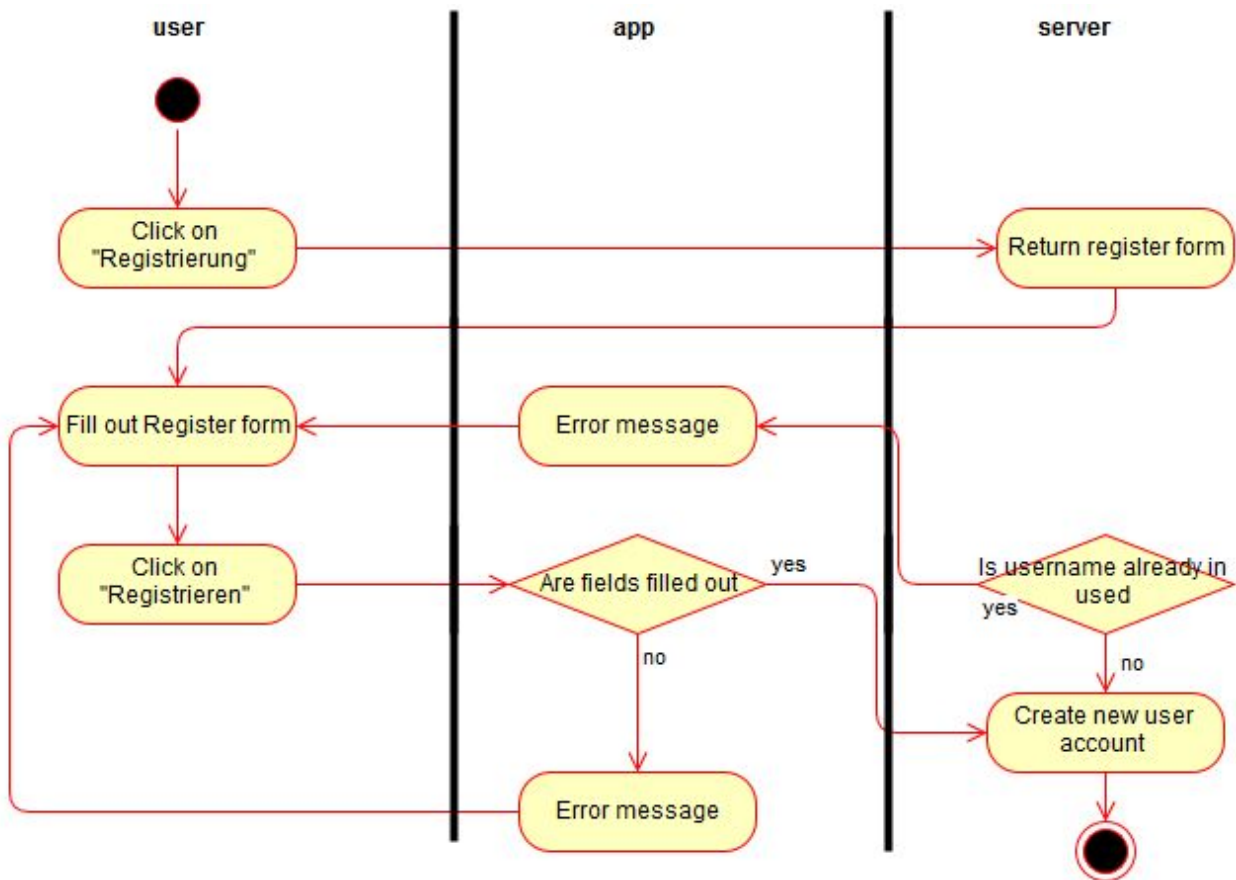 user
app
server
Click on
"Registrierung"
Return register form
Fill out Register form
Error message
Click on
"Registrieren"
Are fields filled out
yes
Is username already in
used
yes
no
no
Create new user
account
Error message